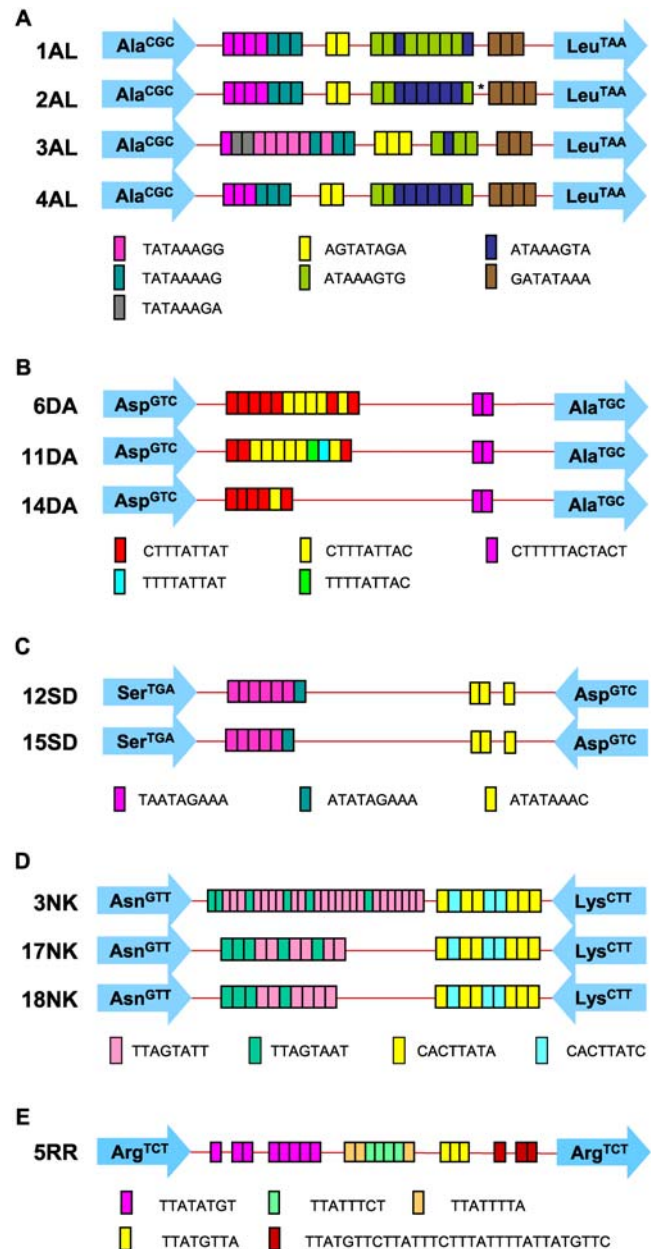 A
1AL Ala^CGC Leu^TAA
2AL Ala^CGC * Leu^TAA
3AL Ala^CGC Leu^TAA
4AL Ala^CGC Leu^TAA
TATAAAGG AGTATAGA ATAAAGTA
TATAAAAG ATAAAGTG GATATAAA
TATAAAGA
B
6DA Asp^GTC Ala^TGC
11DA Asp^GTC Ala^TGC
14DA Asp^GTC Ala^TGC
CTTTATTAT CTTTATTAC CTTTTTACTACT
TTTTATTAT TTTTATTAC
C
12SD Ser^TGA Asp^GTC
15SD Ser^TGA Asp^GTC
TAATAGAAA ATATAGAAA ATATAAAC
D
3NK Asn^GTT Lys^CTT
17NK Asn^GTT Lys^CTT
18NK Asn^GTT Lys^CTT
TTAGTATT TTAGTAAT CACTTATA CACTTATC
E
5RR Arg^TCT Arg^TCT
TTATATGT TTATTTCT TTATTTTA
TTATGTTA TTATGTTCTTATTTCTTTATTTTATTATGTTC